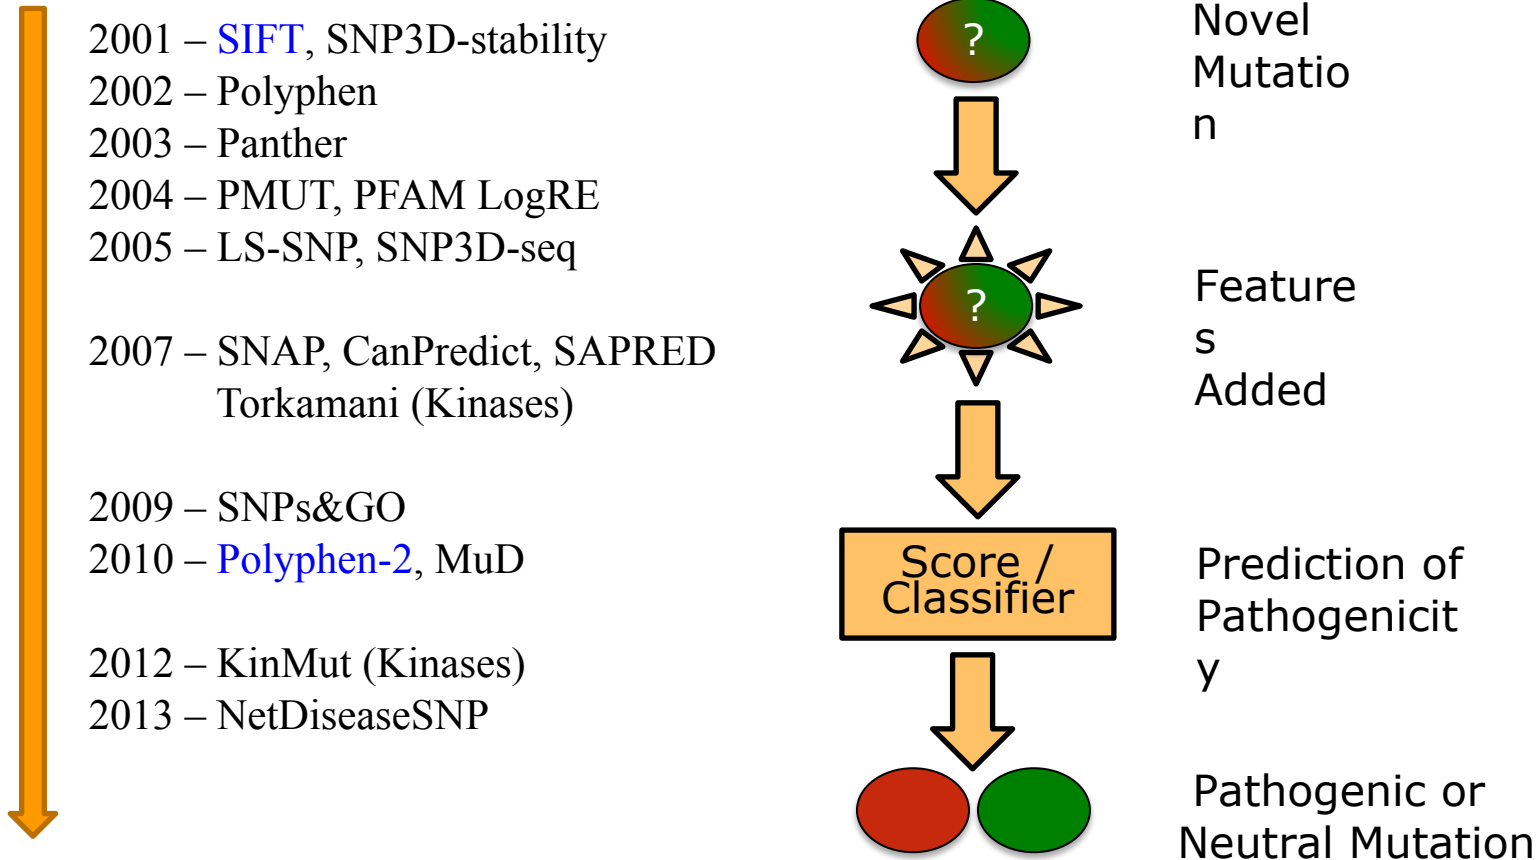 2001 – SIFT, SNP3D-stability
2002 – Polyphen
2003 – Panther
2004 – PMUT, PFAM LogRE
2005 – LS-SNP, SNP3D-seq
2007 – SNAP, CanPredict, SAPRED
Torkamani (Kinases)
2009 – SNPs&GO
2010 – Polyphen-2, MuD
2012 – KinMut (Kinases)
2013 – NetDiseaseSNP
?
Novel
Mutatio
n
?
Feature
s
Added
Score /
Classifier
Prediction of
Pathogenicit
y
Pathogenic or
Neutral Mutation